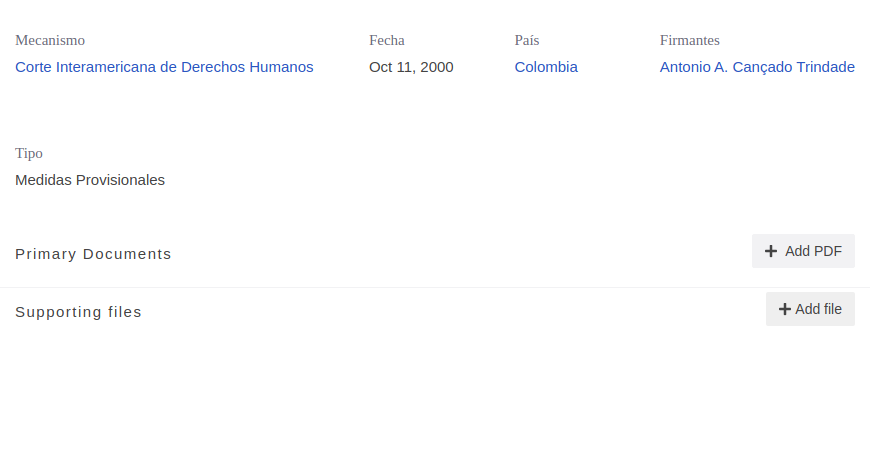 Mecanismo Fecha País Firmantes
Corte Interamericana de Derechos Humanos Oct 11, 2000 Colombia Antonio A. Cançado Trindade
Tipo
Medidas Provisionales
Primary Documents Add PDF
Supporting files Add file